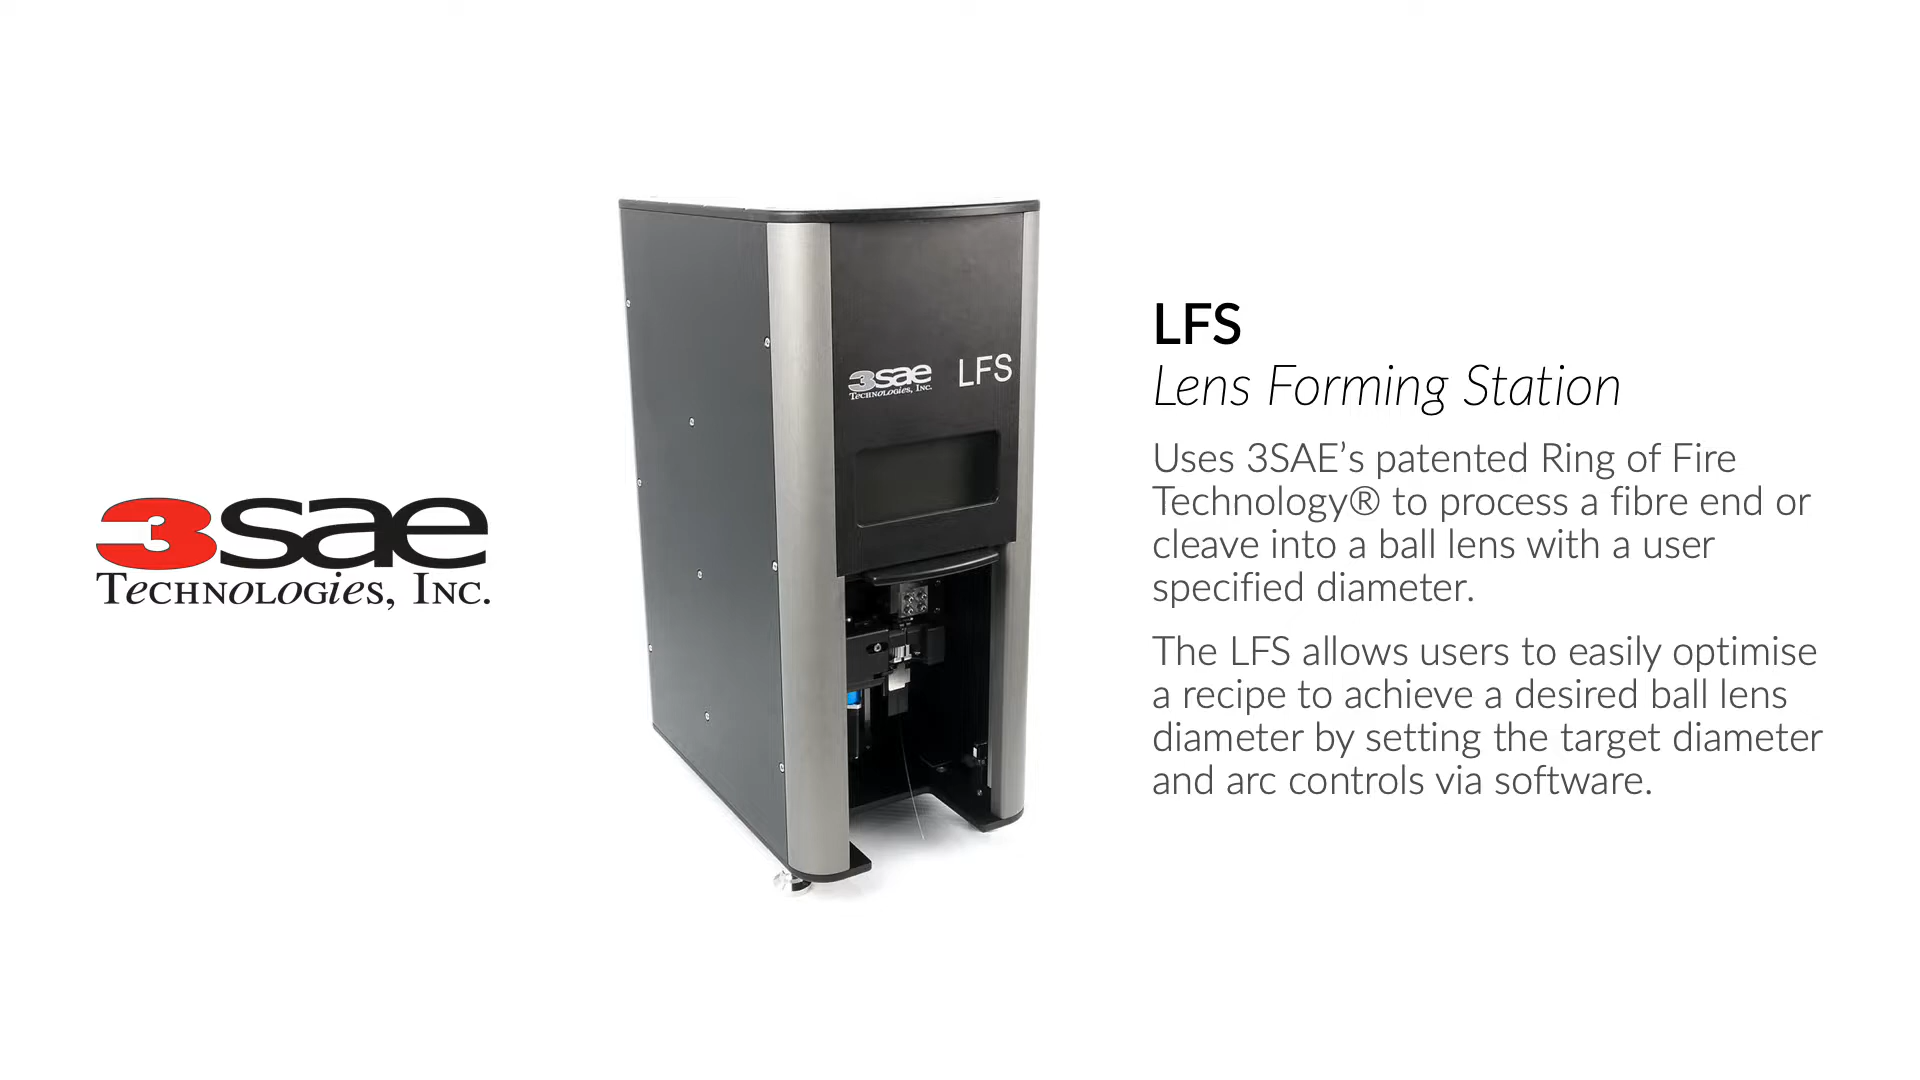 3sae
Technologies, Inc.
3sae
Technologies, Inc.
LFS
LFS
Lens Forming Station
Uses 3SAE’s patented Ring of Fire
Technology® to process a fibre end or
cleave into a ball lens with a user
specified diameter.
The LFS allows users to easily optimise
a recipe to achieve a desired ball lens
diameter by setting the target diameter
and arc controls via software.